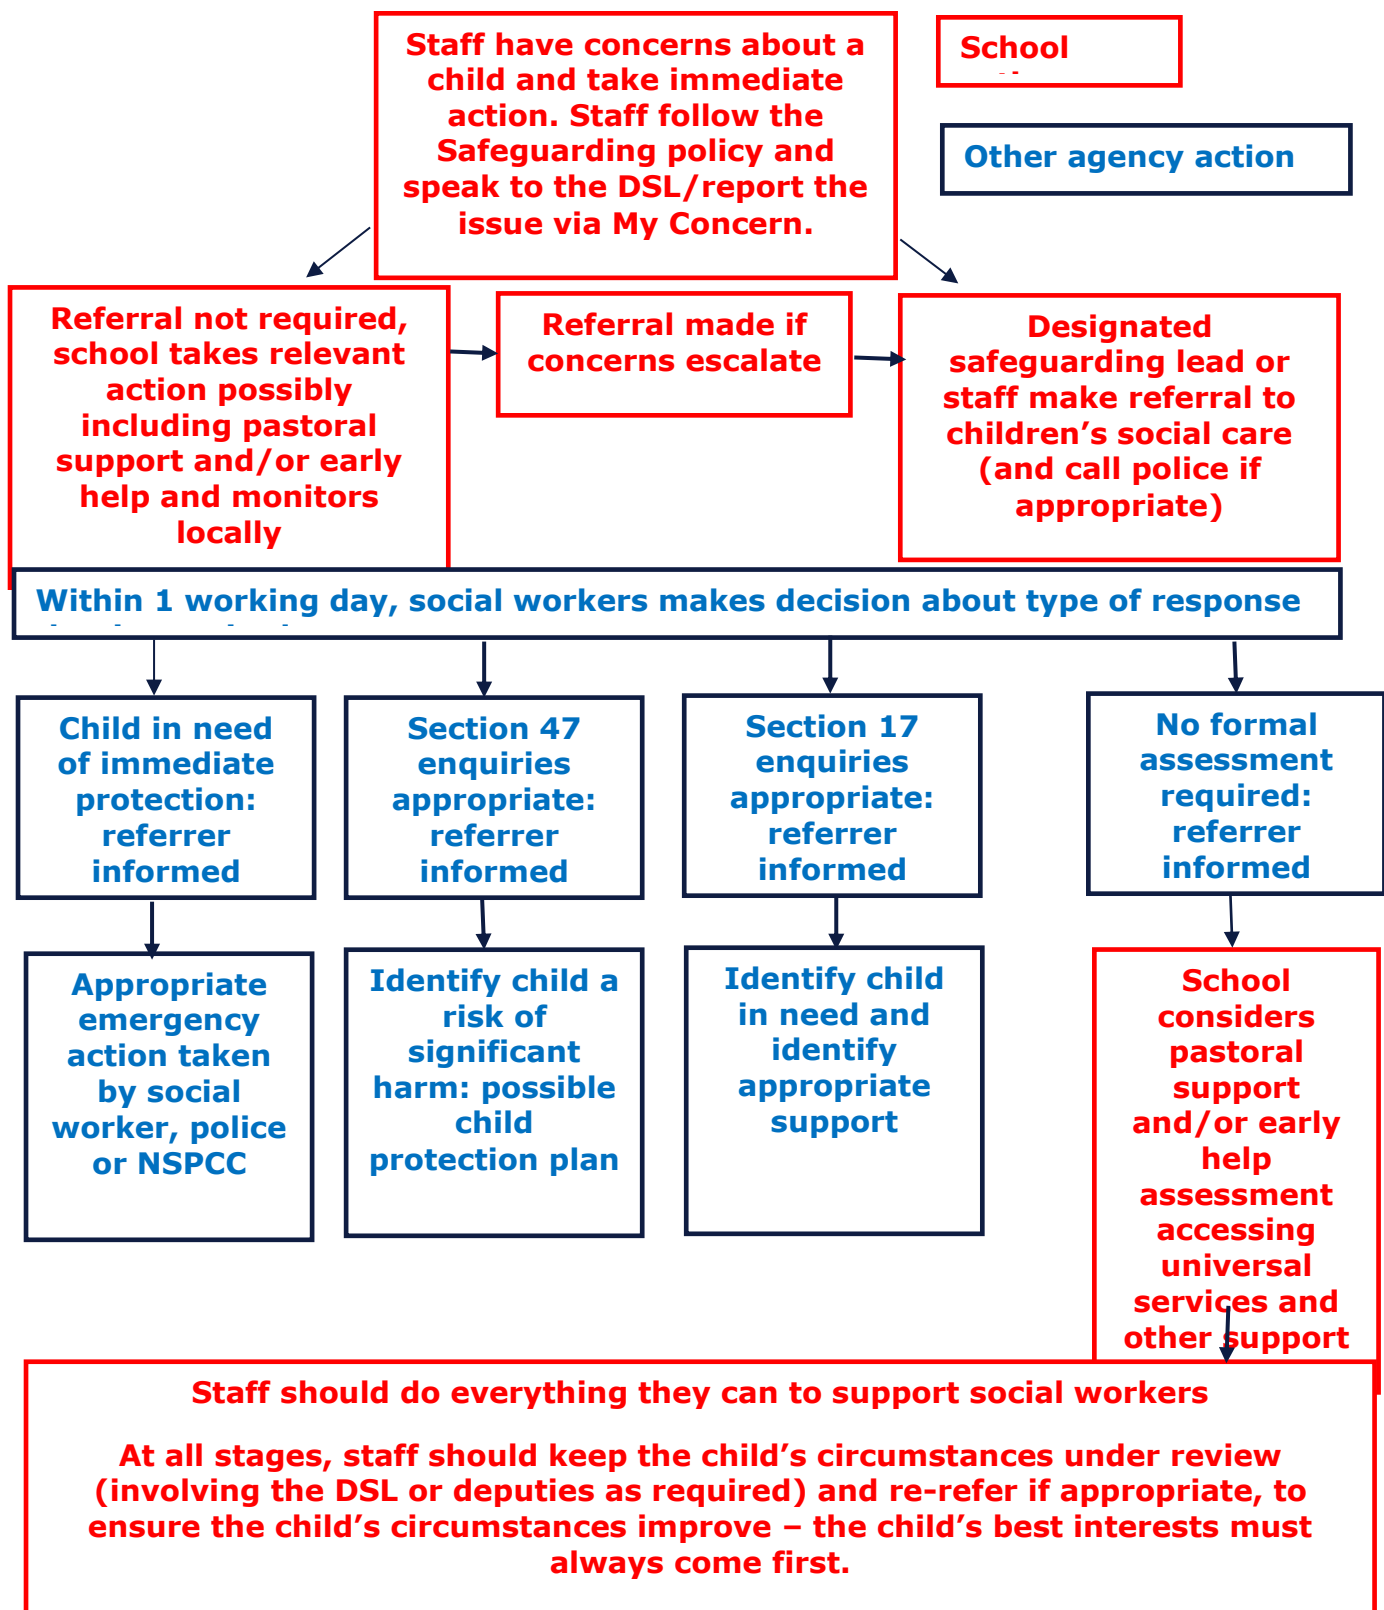 Staff have concerns about a
child and take immediate
action. Staff follow the
Safeguarding policy and
speak to the DSL/report the
issue via My Concern.
School
Other agency action
Referral not required,
school takes relevant
action possibly
including pastoral
support and/or early
help and monitors
locally
Referral made if
concerns escalate
Designated
safeguarding lead or
staff make referral to
children’s social care
(and call police if
appropriate)
Within 1 working day, social workers makes decision about type of response
Child in need
of immediate
protection:
referrer
informed
Section 47
enquiries
appropriate:
referrer
informed
Section 17
enquiries
appropriate:
referrer
informed
No formal
assessment
required:
referrer
informed
Appropriate
emergency
action taken
by social
worker, police
or NSPCC
Identify child a
risk of
significant
harm: possible
child
protection plan
Identify child
in need and
identify
appropriate
support
School
considers
pastoral
support
and/or early
help
assessment
accessing
universal
services and
other support
Staff should do everything they can to support social workers
At all stages, staff should keep the child’s circumstances under review
(involving the DSL or deputies as required) and re-refer if appropriate, to
ensure the child’s circumstances improve – the child’s best interests must
always come first.